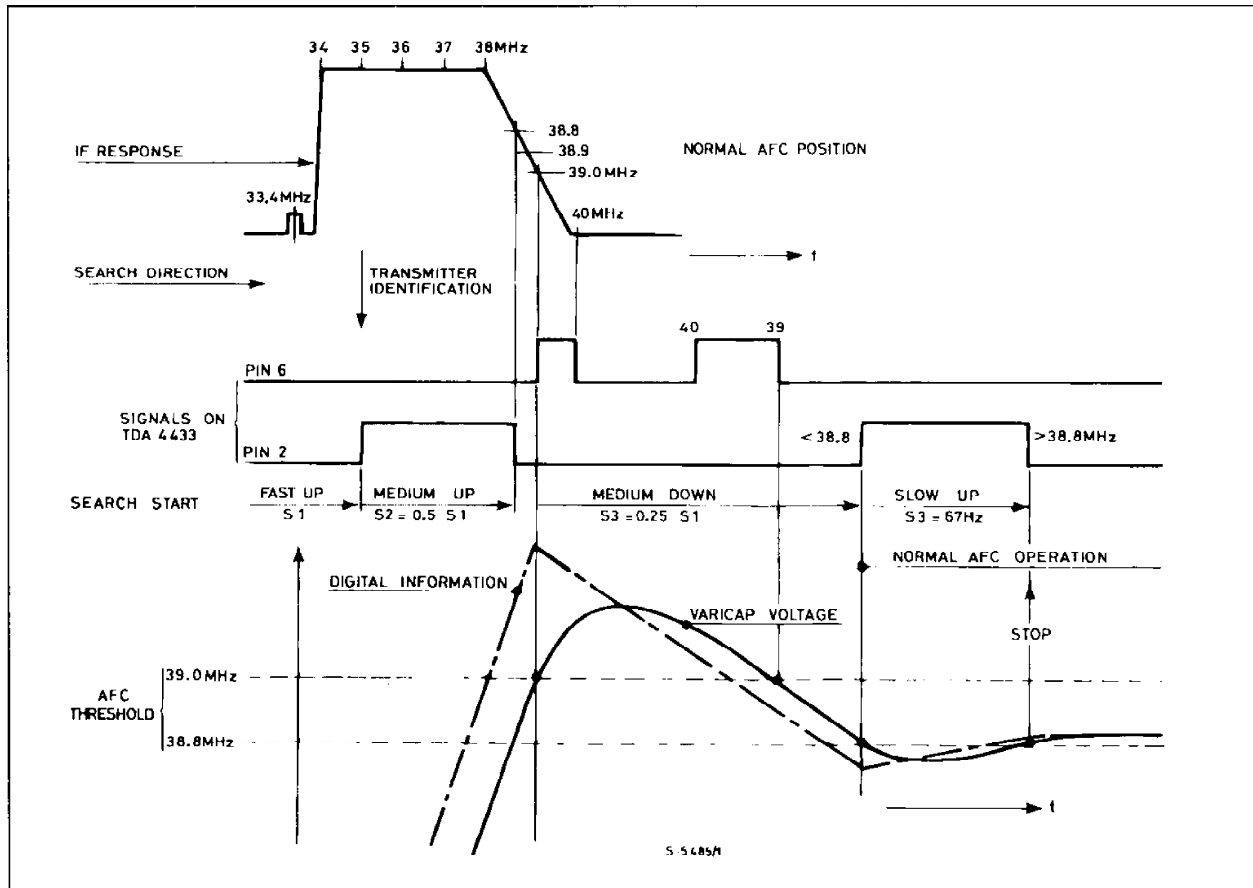 34 35 36 37 38MHz
38.8
38.9
39.0MHz
IF RESPONSE
NORMAL AFC POSITION
33,4MHz
40MHz
f
SEARCH DIRECTION
TRANSMITTER
IDENTIFICATION
40 39
PIN 6
SIGNALS ON
TDA 4433
<38.8
>38.8MHz
PIN 2
SEARCH START
FAST UP
S1
MEDIUM UP
S2 = 0.5 S1
MEDIUM DOWN
S3 = 0.25 S1
SLOW UP
S3 = 67Hz
NORMAL AFC OPERATION
DIGITAL INFORMATION
VARICAP VOLTAGE
STOP
39.0MHz
AFC
THRESHOLD
38.8MHz
t
S-5485/1